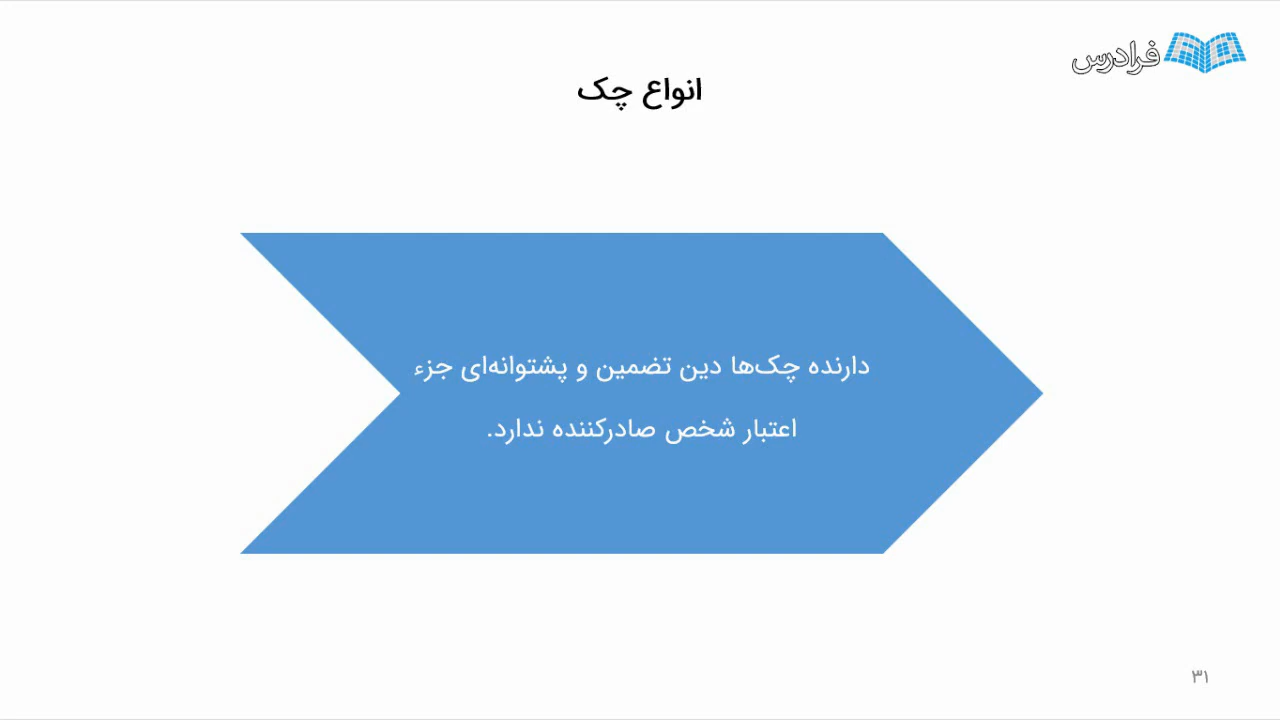 فرادرس
انواع چک
دارنده چک‌ها دین تضمین و پشتوانه‌ای جزء
اعتبار شخص صادرکننده ندارد.
۳۱